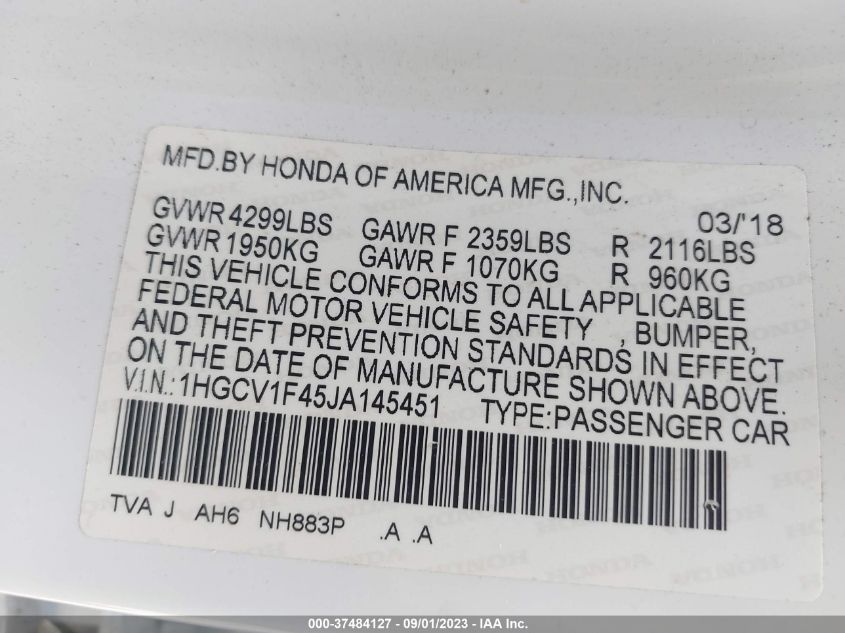 MFD.BY HONDA OF AMERICA MFG.,INC.
03/'18
GVWR 4299LBS GAWR F 2359LBS R 2116LBS
GVWR 1950KG GAWR F 1070KG R 960KG
THIS VEHICLE CONFORMS TO ALL APPLICABLE
FEDERAL MOTOR VEHICLE SAFETY , BUMPER,
AND THEFT PREVENTION STANDARDS IN EFFECT
ON THE DATE OF MANUFACTURE SHOWN ABOVE.
V.I.N.:1HGCV1F45JA145451 TYPE:PASSENGER CAR
TVA J AH6 NH883P .A .A
000-37484127 - 09/01/2023 - IAA Inc.